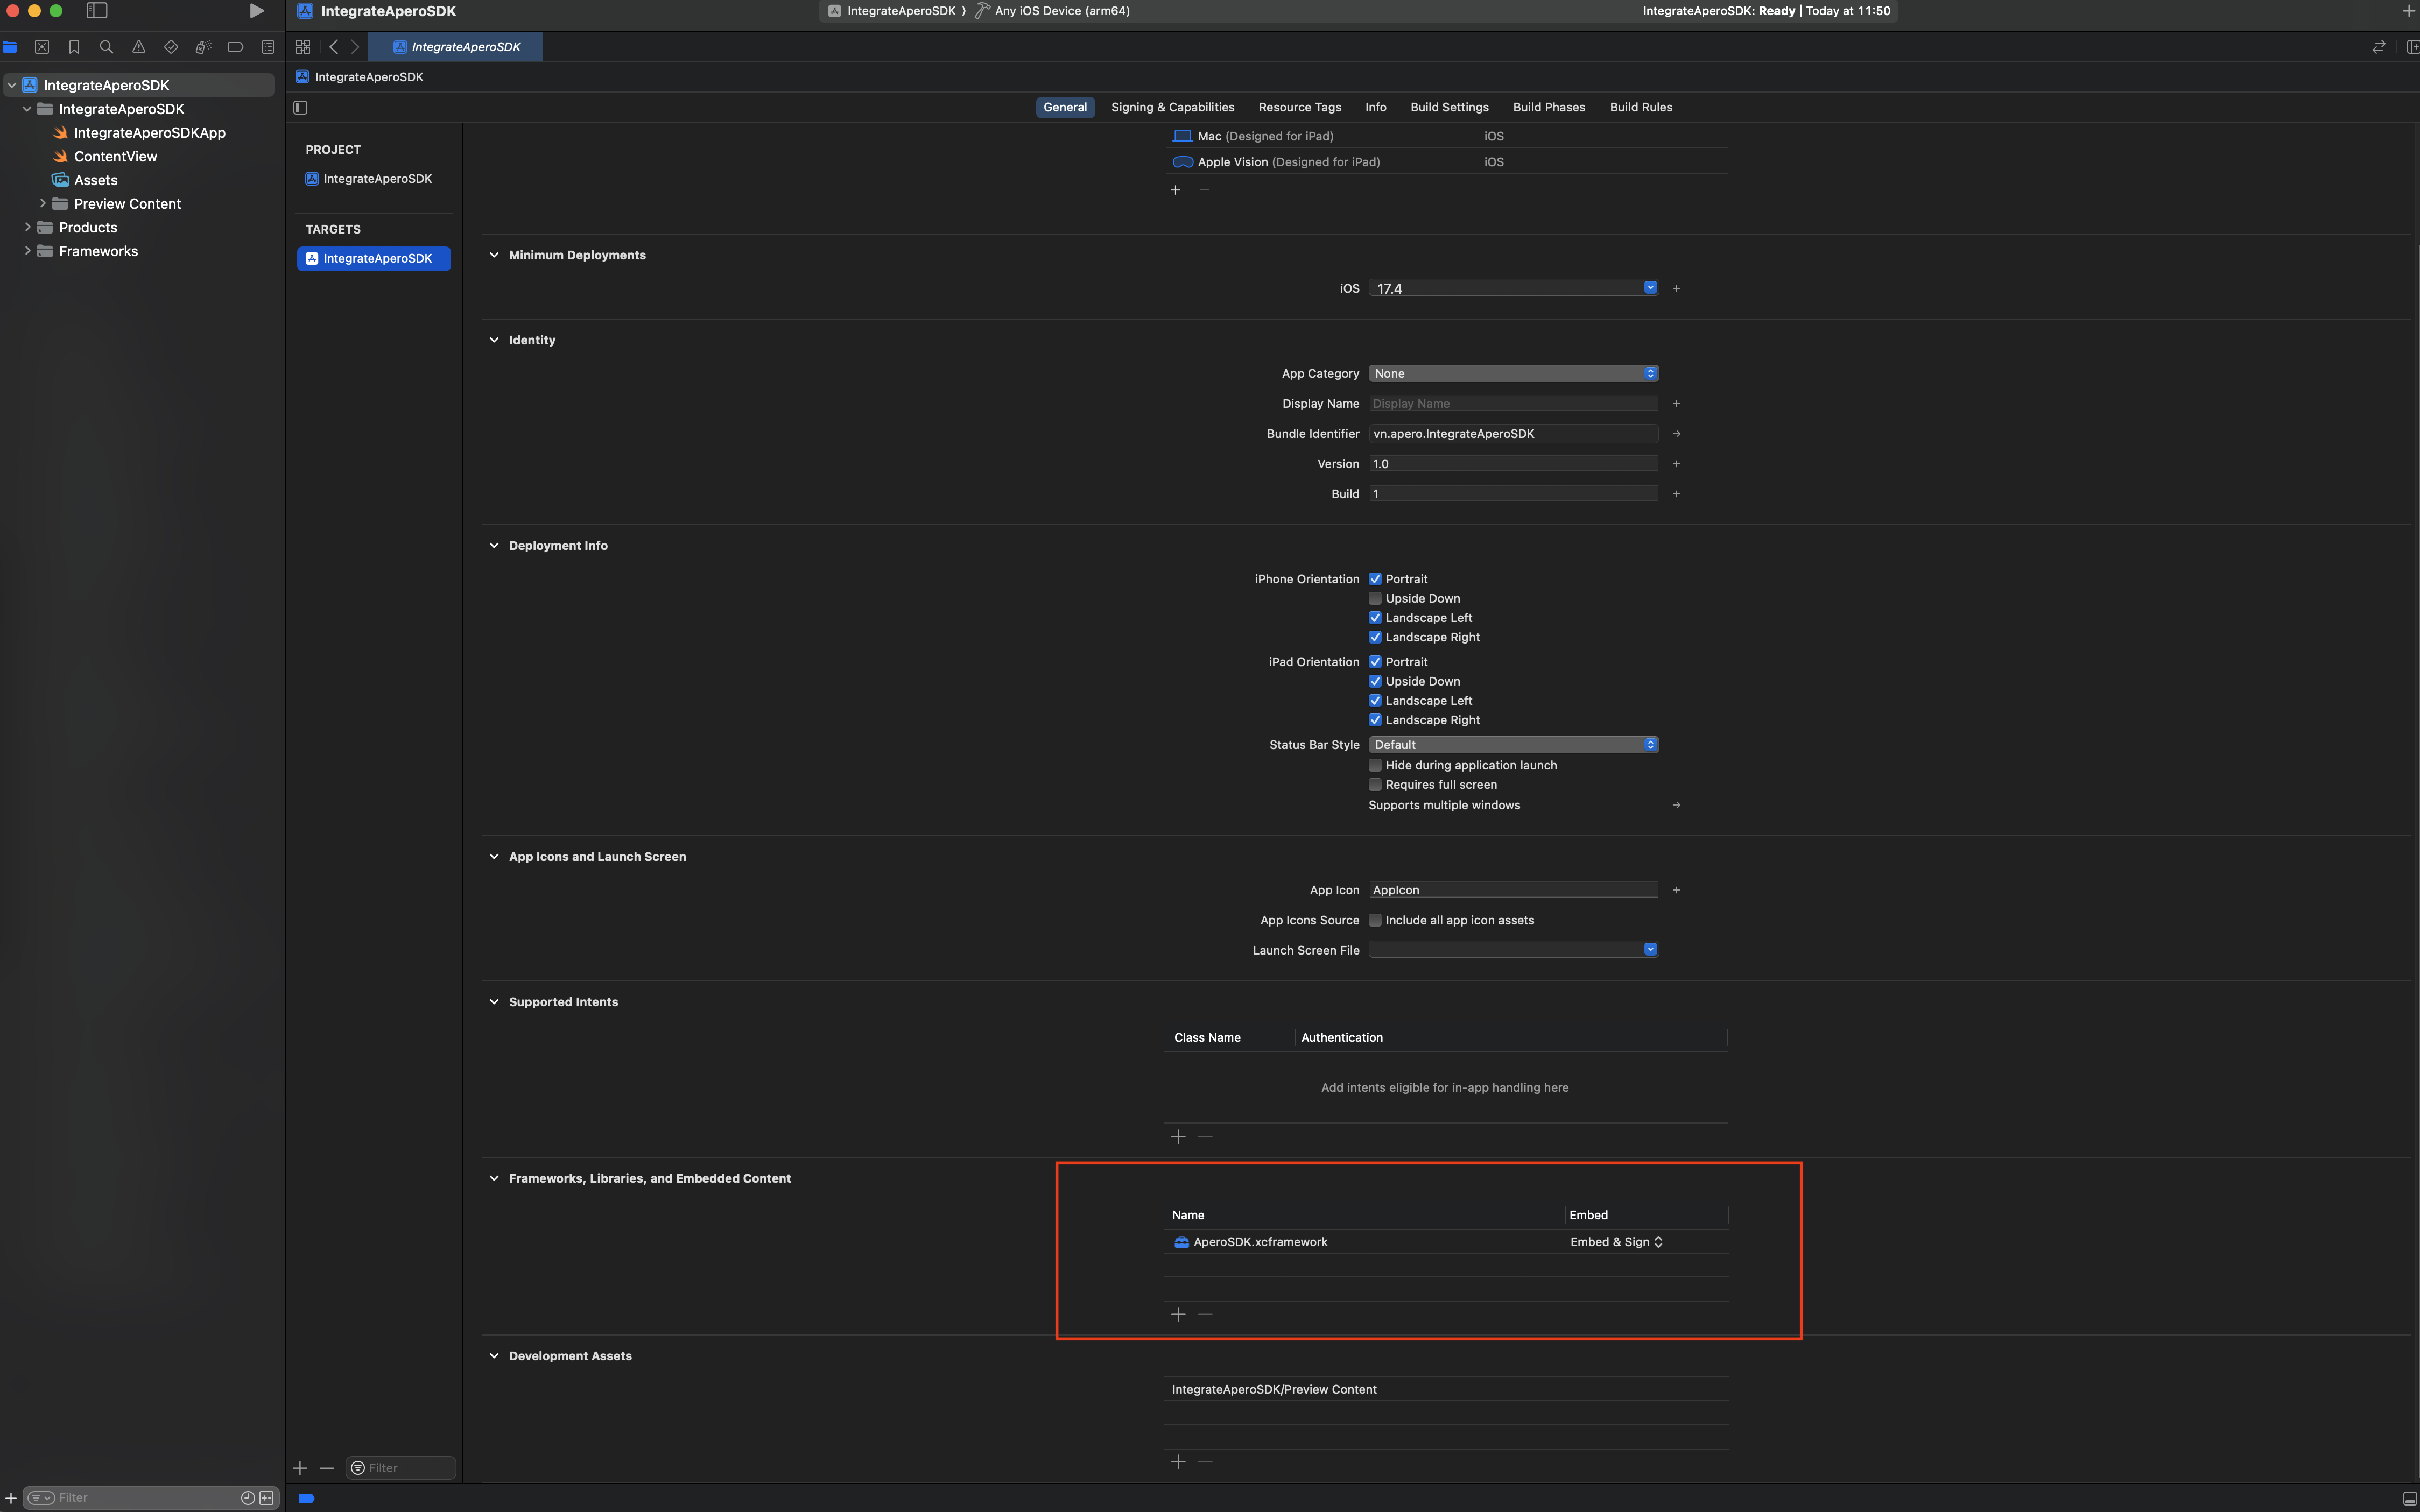 IntegrateAperoSDK
IntegrateAperoSDK 〉 Any iOS Device (arm64)
IntegrateAperoSDK: Ready | Today at 11:50
IntegrateAperoSDK
IntegrateAperoSDK
IntegrateAperoSDK
IntegrateAperoSDK
IntegrateAperoSDKApp
ContentView
Assets
Preview Content
Products
Frameworks
General
Signing & Capabilities
Resource Tags
Info
Build Settings
Build Phases
Build Rules
PROJECT
IntegrateAperoSDK
TARGETS
IntegrateAperoSDK
Mac (Designed for iPad) iOS
Apple Vision (Designed for iPad) iOS
Minimum Deployments
iOS 17.4
Identity
App Category None
Display Name Display Name
Bundle Identifier vn.apero.IntegrateAperoSDK
Version 1.0
Build 1
Deployment Info
iPhone Orientation Portrait
Upside Down
Landscape Left
Landscape Right
iPad Orientation Portrait
Upside Down
Landscape Left
Landscape Right
Status Bar Style Default
Hide during application launch
Requires full screen
Supports multiple windows
App Icons and Launch Screen
App Icon AppIcon
App Icons Source Include all app icon assets
Launch Screen File
Supported Intents
Class Name Authentication
Add intents eligible for in-app handling here
Frameworks, Libraries, and Embedded Content
Name Embed
AperoSDK.xcframework Embed & Sign
Development Assets
IntegrateAperoSDK/Preview Content
Filter
Filter